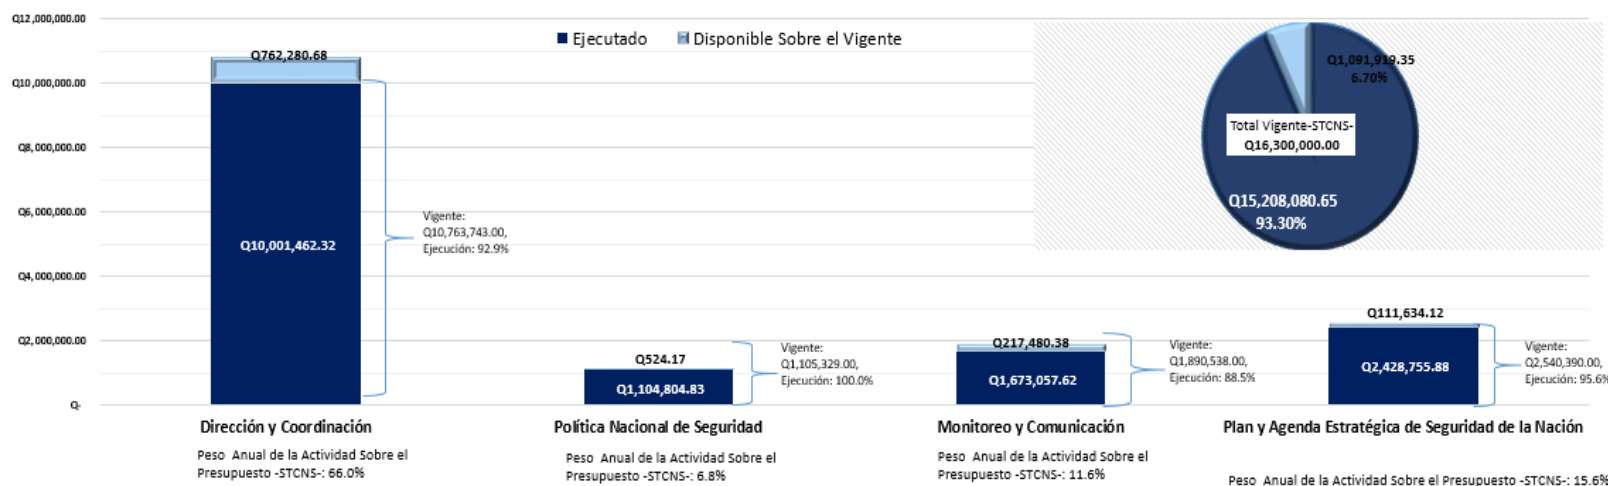 Q12,000,000.00
Q10,000,000.00
Q8,000,000.00
Q6,000,000.00
Q4,000,000.00
Q2,000,000.00
Q-
Ejecutado
Disponible Sobre el Vigente
Q762,280.68
Q10,001,462.32
Vigente:
Q10,763,743.00,
Ejecución: 92.9%
Q524.17
Q1,104,804.83
Vigente:
Q1,105,329.00,
Ejecución: 100.0%
Q217,480.38
Q1,673,057.62
Vigente:
Q1,890,538.00,
Ejecución: 88.5%
Q111,634.12
Q2,428,755.88
Vigente:
Q2,540,390.00,
Ejecución: 95.6%
Q1,091,919.35
6.70%
Total Vigente-STCNS-
Q16,300,000.00
Q15,208,080.65
93.30%
Dirección y Coordinación
Peso Anual de la Actividad Sobre el
Presupuesto -STCNS-: 66.0%
Política Nacional de Seguridad
Peso Anual de la Actividad Sobre el
Presupuesto -STCNS-: 6.8%
Monitoreo y Comunicación
Peso Anual de la Actividad Sobre el
Presupuesto -STCNS-: 11.6%
Plan y Agenda Estratégica de Seguridad de la Nación
Peso Anual de la Actividad Sobre el Presupuesto -STCNS-: 15.6%